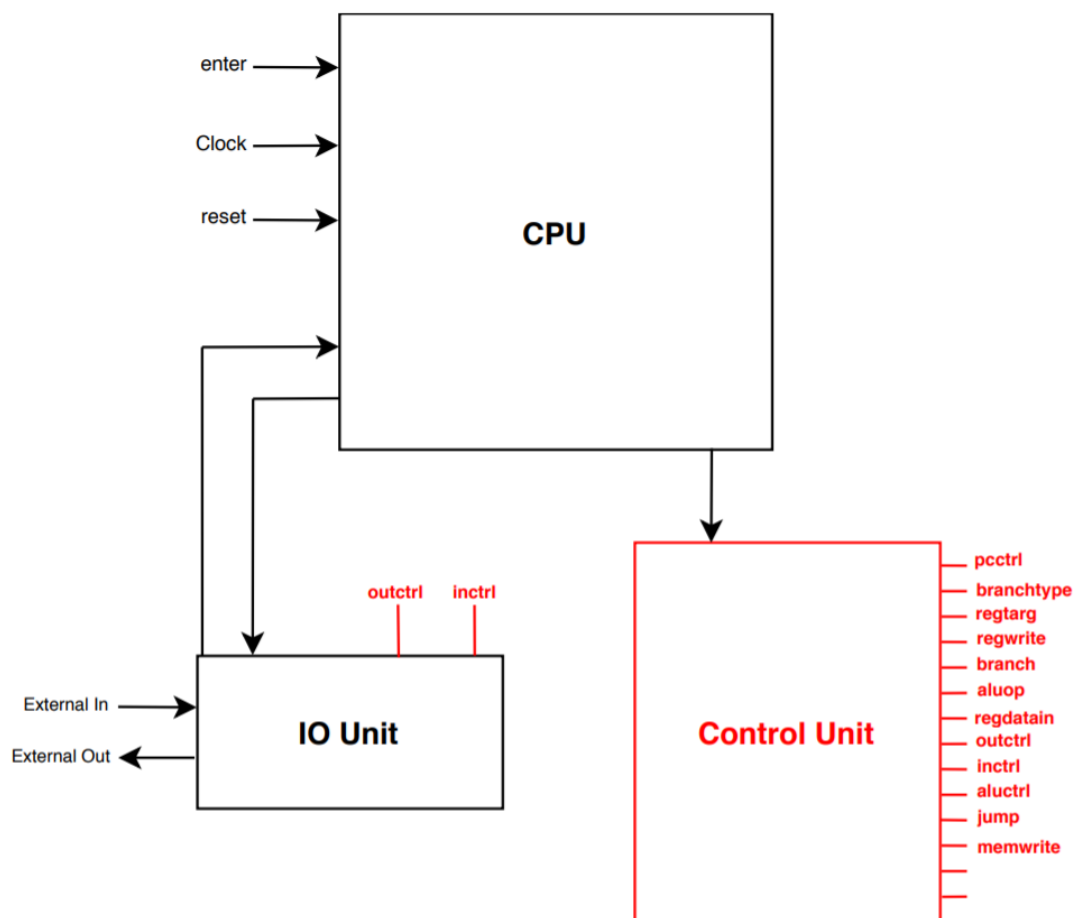 enter
Clock
reset
CPU
outctrl inctrl
External In
External Out
IO Unit
Control Unit
pcctrl
branchtype
regtarg
regwrite
branch
aluop
regdatain
outctrl
inctrl
aluctrl
jump
memwrite